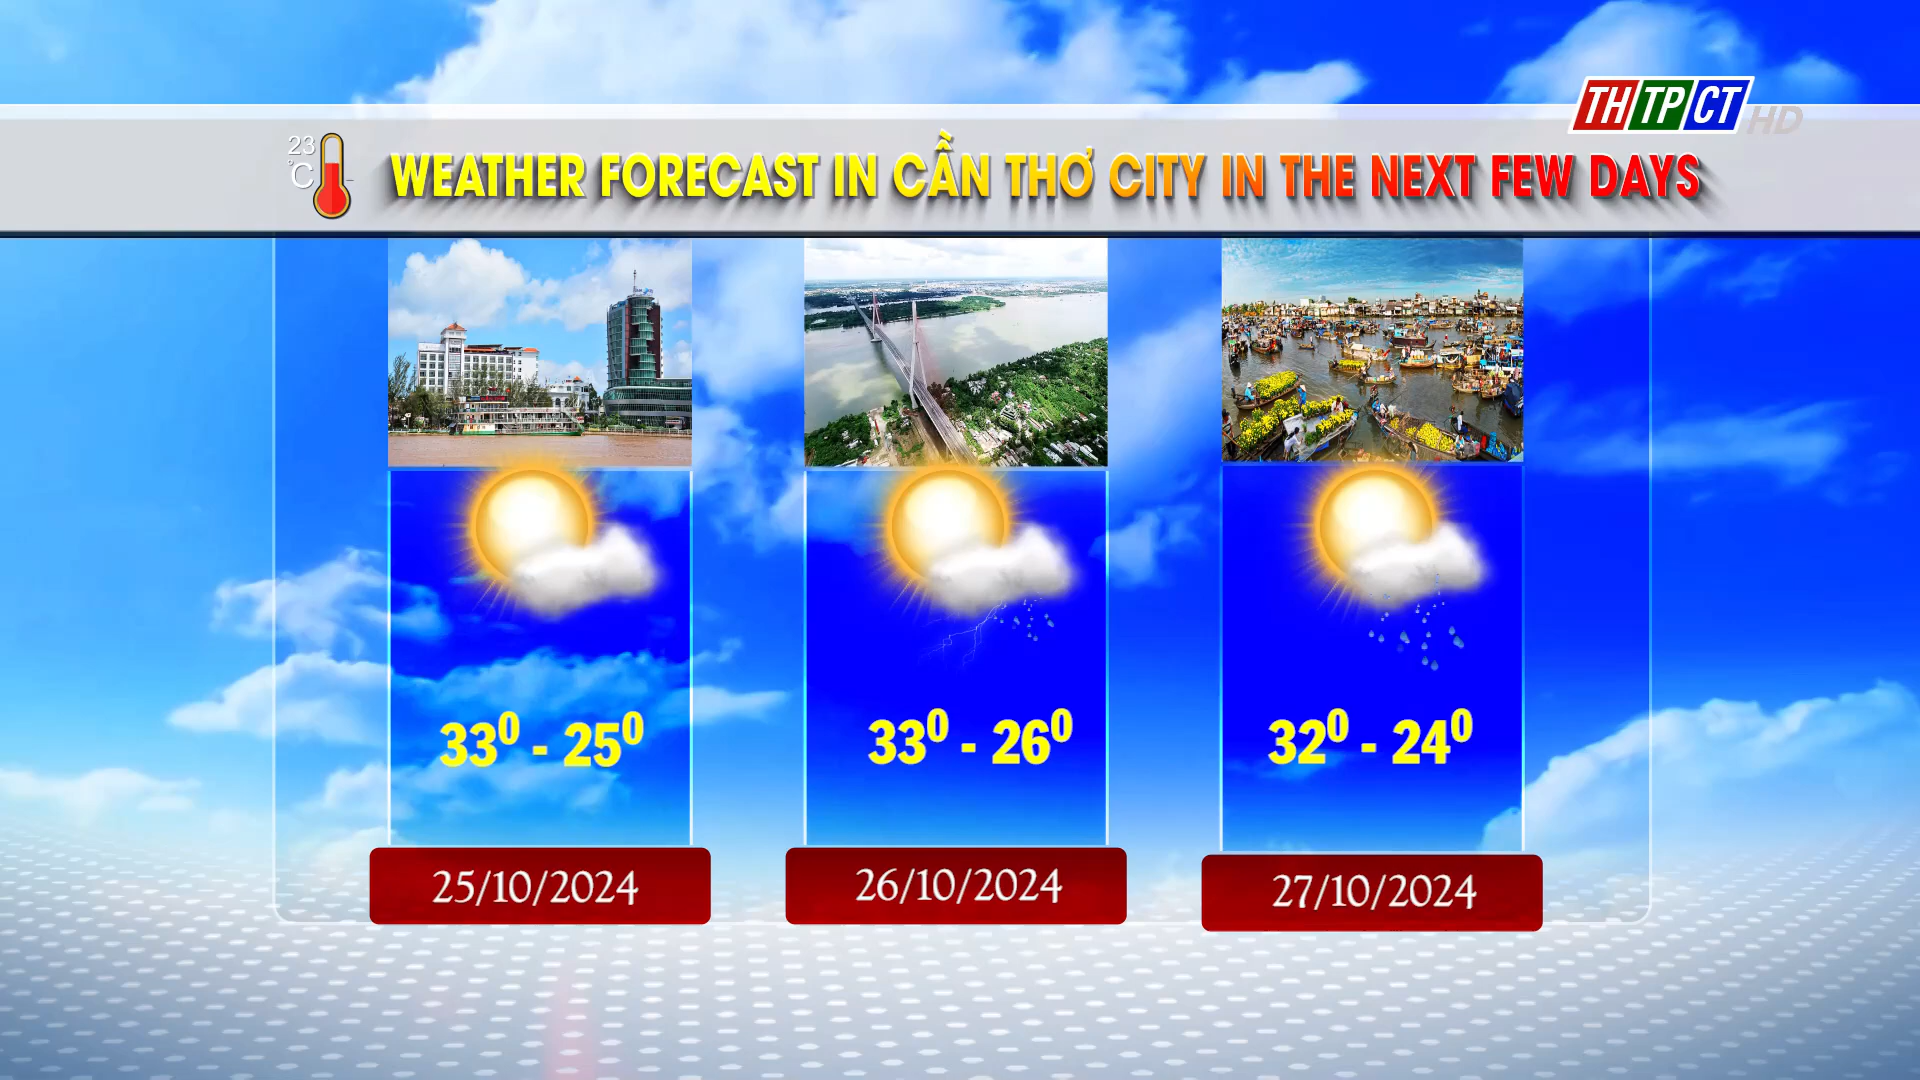 THTPCT HD
23
°C
WEATHER FORECAST IN CẦN THƠ CITY IN THE NEXT FEW DAYS
33⁰ - 25⁰
33⁰ - 26⁰
32⁰ - 24⁰
25/10/2024
26/10/2024
27/10/2024